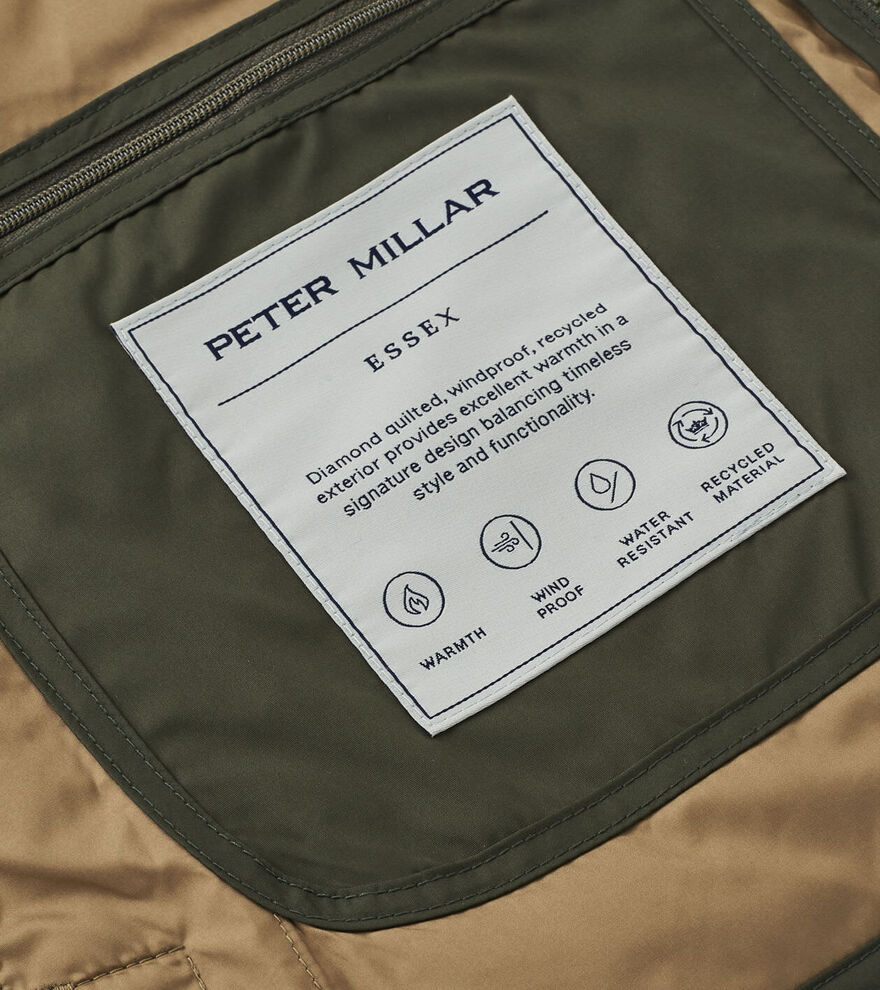 PETER MILLAR
ESSEX
Diamond quilted, windproof, recycled
exterior provides excellent warmth in a
signature design balancing timeless
style and functionality.
WARMTH
WIND
PROOF
WATER
RESISTANT
RECYCLED
MATERIAL